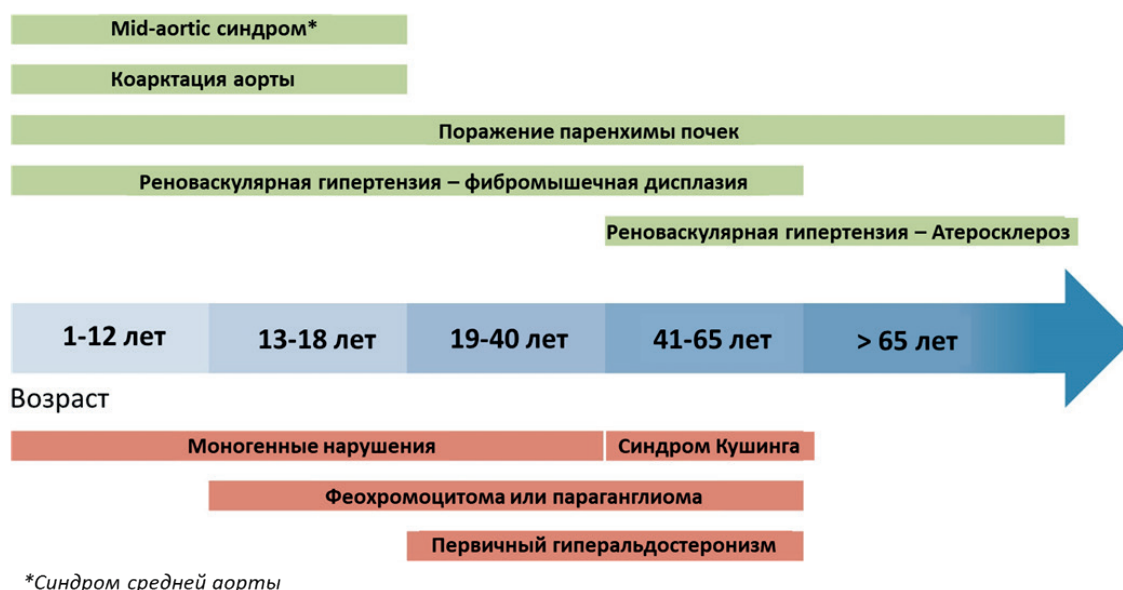 Mid-aortic синдром*
Коарктация аорты
Поражение паренхимы почек
Реноваскулярная гипертензия – фибромышечная дисплазия
Реноваскулярная гипертензия – Атеросклероз
1-12 лет
13-18 лет
19-40 лет
41-65 лет
> 65 лет
Возраст
Моногенные нарушения
Синдром Кушинга
Феохромоцитома или параганглиома
Первичный гиперальдостеронизм
*Синдром средней аорты